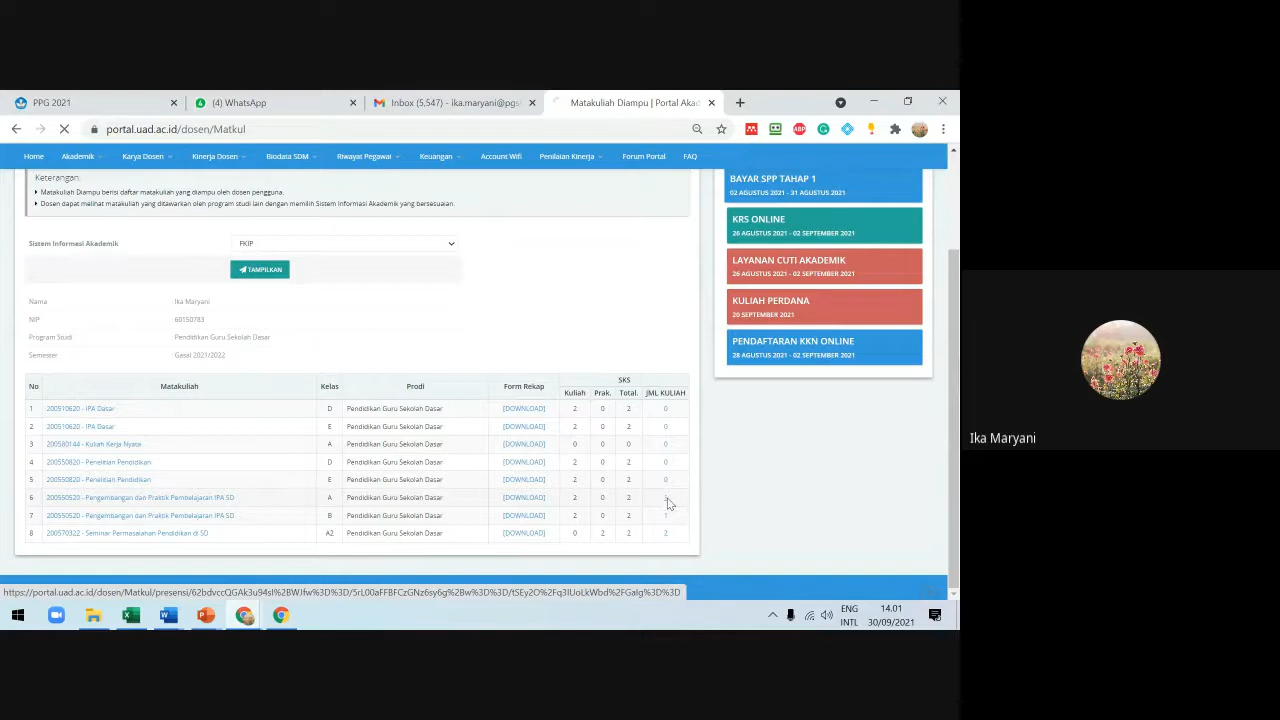 PPG 2021
(4) WhatsApp
Inbox (5,547) - ika.maryani@pgs
Matakuliah Diampu | Portal Akad
portal.uad.ac.id/dosen/Matkul
Home Akademik Karya Dosen Kinerja Dosen Biodata SDM Riwayat Pegawai Keuangan Account Wifi Penilaian Kinerja Forum Portal FAQ
Keterangan:
Matakuliah Diampu berisi daftar matakuliah yang diampu oleh dosen pengguna.
Dosen dapat melihat matakuliah yang ditawarkan oleh program studi lain dengan memilih Sistem Informasi Akademik yang bersesuaian.
Sistem Informasi Akademik FKIP
TAMPILKAN
Nama Ika Maryani
NIP 60150783
Program Studi Pendidikan Guru Sekolah Dasar
Semester Gasal 2021/2022
No Matakuliah Kelas Prodi Form Rekap SKS
Kuliah Prak. Total. JML KULIAH
1 200510620 - IPA Dasar D Pendidikan Guru Sekolah Dasar [DOWNLOAD] 2 0 2 0
2 200510620 - IPA Dasar E Pendidikan Guru Sekolah Dasar [DOWNLOAD] 2 0 2 0
3 200580144 - Kuliah Kerja Nyata A Pendidikan Guru Sekolah Dasar [DOWNLOAD] 0 0 0 0
4 200550820 - Penelitian Pendidikan D Pendidikan Guru Sekolah Dasar [DOWNLOAD] 2 0 2 0
5 200550820 - Penelitian Pendidikan E Pendidikan Guru Sekolah Dasar [DOWNLOAD] 2 0 2 0
6 200550520 - Pengembangan dan Praktik Pembelajaran IPA SD A Pendidikan Guru Sekolah Dasar [DOWNLOAD] 2 0 2
7 200550520 - Pengembangan dan Praktik Pembelajaran IPA SD B Pendidikan Guru Sekolah Dasar [DOWNLOAD] 2 0 2 1
8 200570322 - Seminar Permasalahan Pendidikan di SD A2 Pendidikan Guru Sekolah Dasar [DOWNLOAD] 0 2 2 2
BAYAR SPP TAHAP 1
02 AGUSTUS 2021 - 31 AGUSTUS 2021
KRS ONLINE
26 AGUSTUS 2021 - 02 SEPTEMBER 2021
LAYANAN CUTI AKADEMIK
26 AGUSTUS 2021 - 02 SEPTEMBER 2021
KULIAH PERDANA
20 SEPTEMBER 2021
PENDAFTARAN KKN ONLINE
28 AGUSTUS 2021 - 02 SEPTEMBER 2021
Ika Maryani
ENG
INTL
14.01
30/09/2021